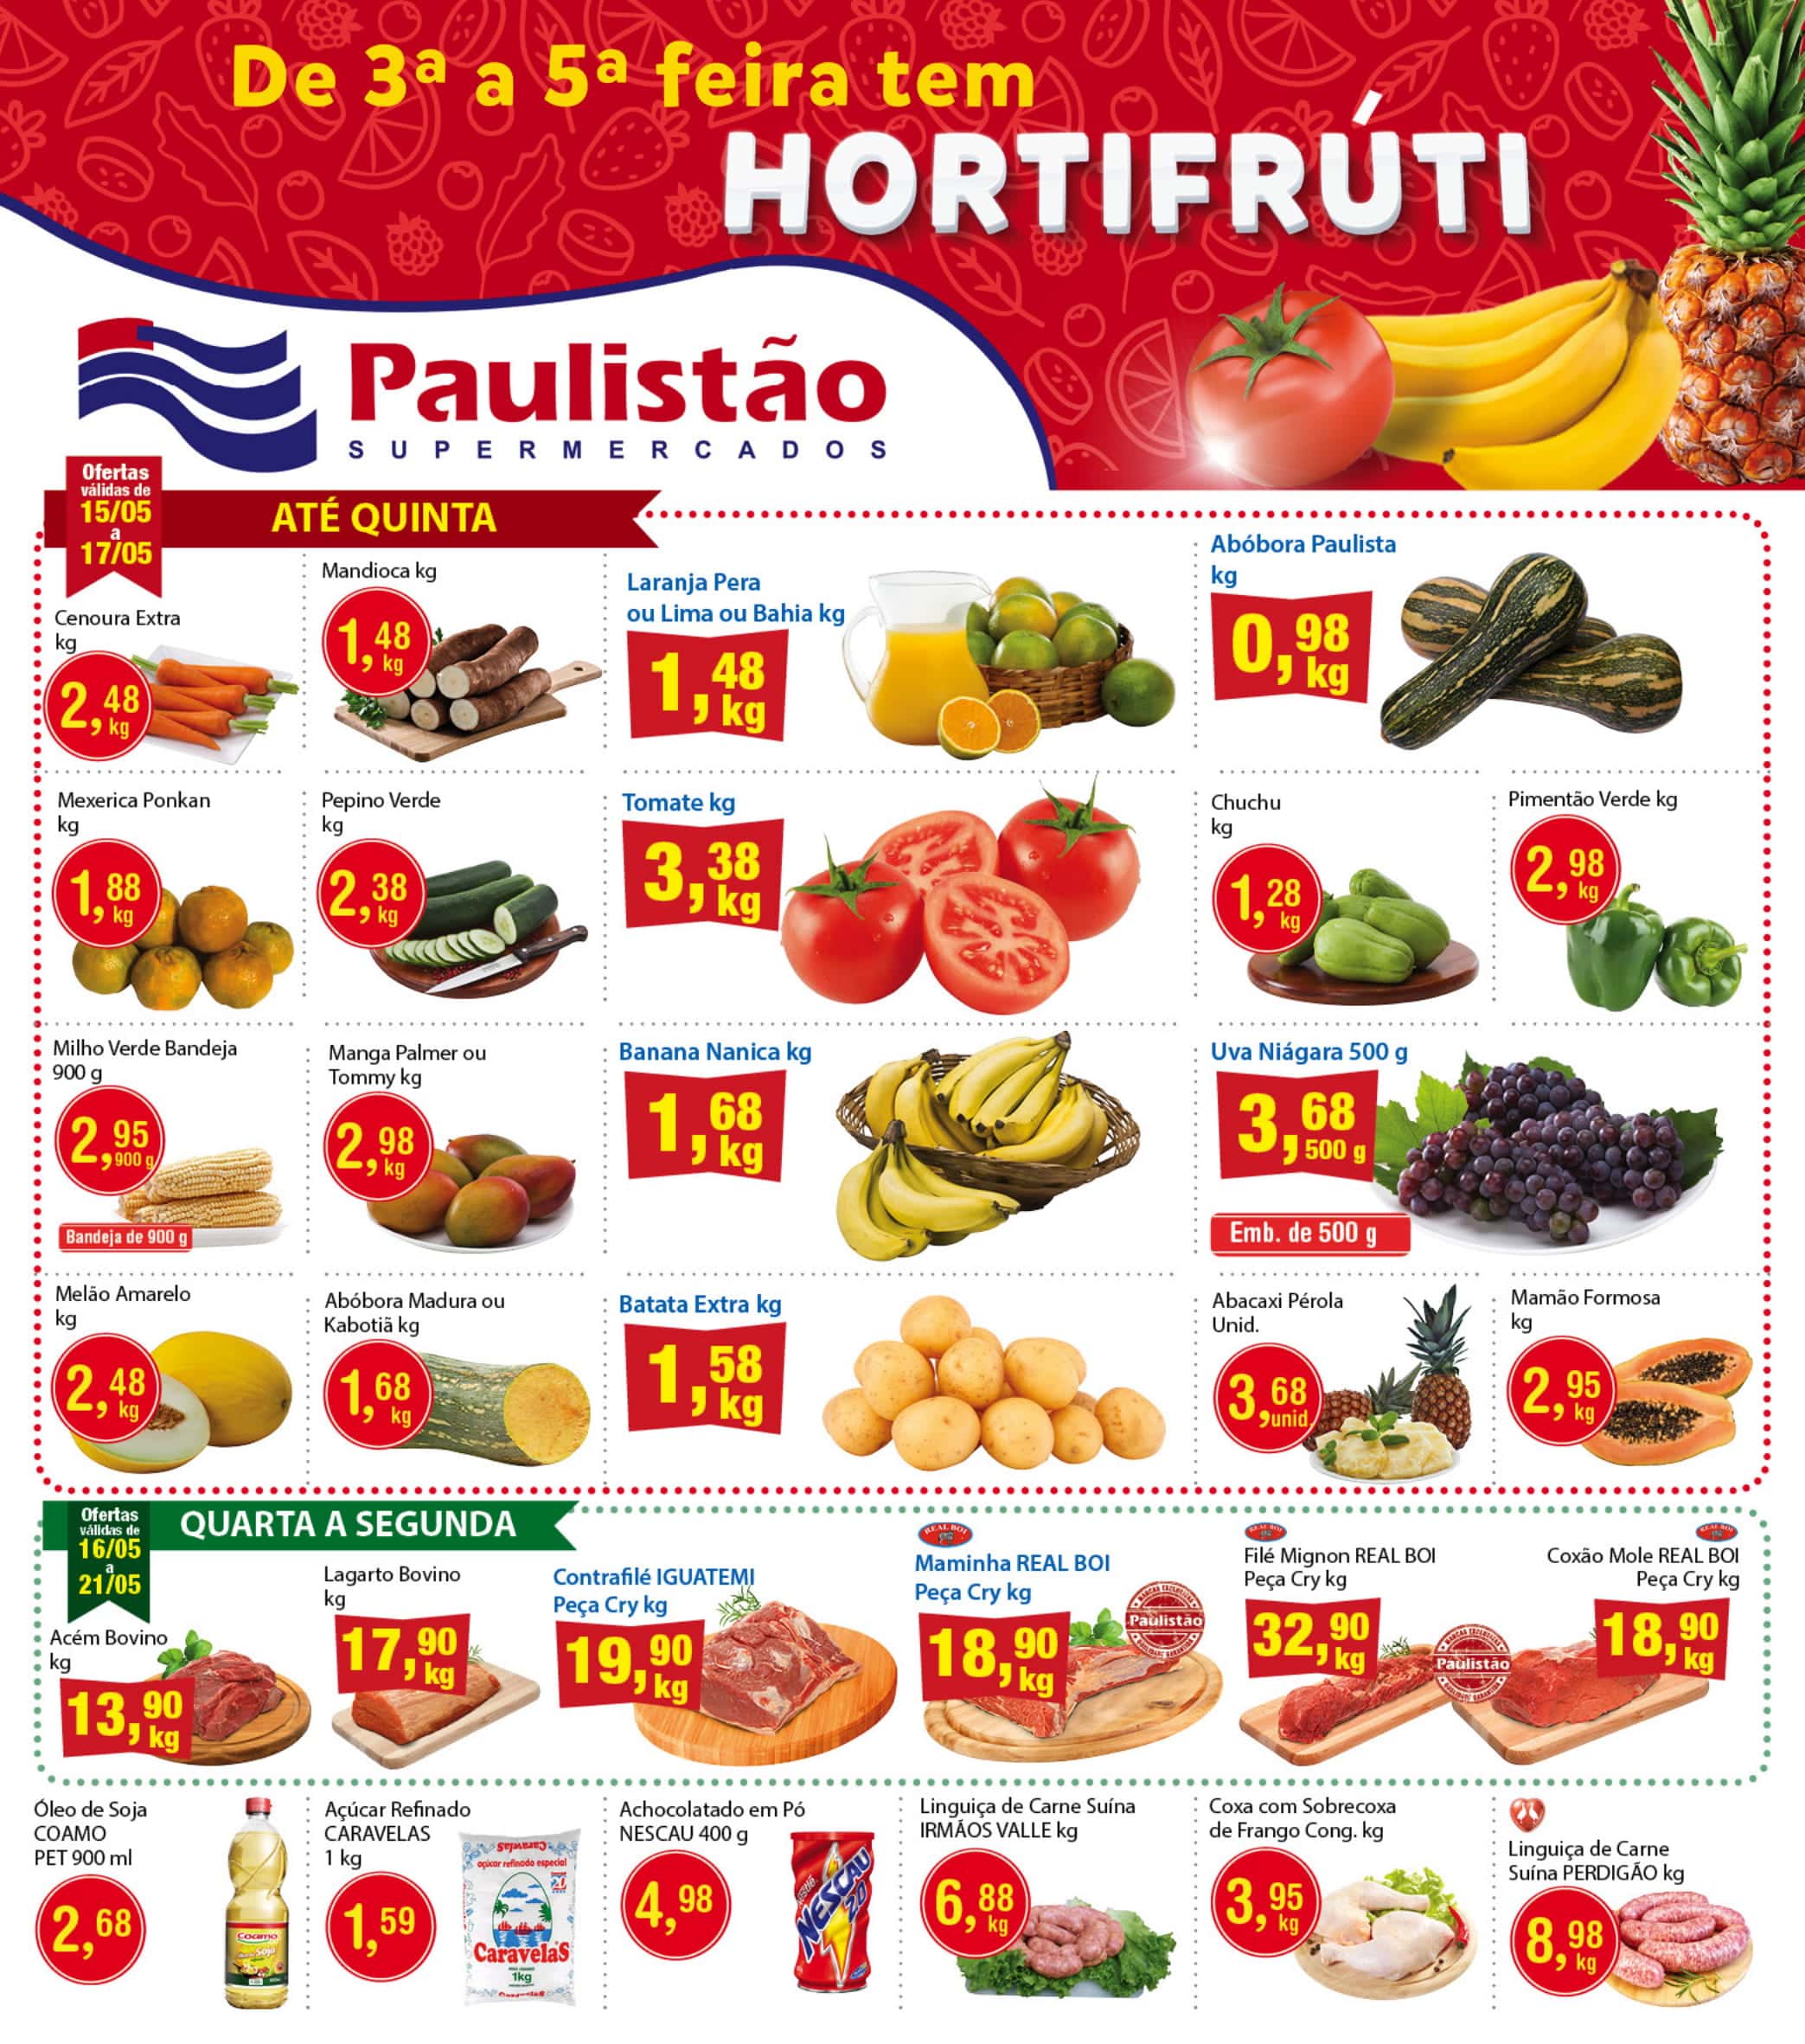 De 3ª a 5ª feira tem
HORTIFRÚTI
Paulistão
SUPERMERCADOS
Ofertas
válidas de
15/05
a
17/05
ATÉ QUINTA
Cenoura Extra
kg
2,48
kg
Mandioca kg
1,48
kg
Laranja Pera
ou Lima ou Bahia kg
1,48
kg
Abóbora Paulista
kg
0,98
kg
Mexerica Ponkan
kg
1,88
kg
Pepino Verde
kg
2,38
kg
Tomate kg
3,38
kg
Chuchu
kg
1,28
kg
Pimentão Verde kg
2,98
kg
Milho Verde Bandeja
900 g
2,95
900 g
Bandeja de 900 g
Manga Palmer ou
Tommy kg
2,98
kg
Banana Nanica kg
1,68
kg
Uva Niágara 500 g
3,68
500 g
Emb. de 500 g
Melão Amarelo
kg
2,48
kg
Abóbora Madura ou
Kabotiã kg
1,68
kg
Batata Extra kg
1,58
kg
Abacaxi Pérola
Unid.
3,68
unid
Mamão Formosa
kg
2,95
kg
Ofertas
válidas de
16/05
a
21/05
QUARTA A SEGUNDA
Acém Bovino
kg
13,90
kg
Lagarto Bovino
kg
17,90
kg
Contrafilé IGUATEMI
Peça Cry kg
19,90
kg
REAL BOI
Maminha REAL BOI
Peça Cry kg
18,90
kg
Paulistão
REAL BOI
Filé Mignon REAL BOI
Peça Cry kg
32,90
kg
Paulistão
REAL BOI
Coxão Mole REAL BOI
Peça Cry kg
18,90
kg
Óleo de Soja
COAMO
PET 900 ml
2,68
Coamo
Soja
Açúcar Refinado
CARAVELAS
1 kg
1,59
Caravelas
açúcar refinado especial
Caravelas
1kg
Achocolatado em Pó
NESCAU 400 g
4,98
Nestlé
NESCAU
2.0
Linguiça de Carne Suína
IRMÃOS VALLE kg
6,88
kg
Coxa com Sobrecoxa
de Frango Cong. kg
3,95
kg
Linguiça de Carne
Suína PERDIGÃO kg
8,98
kg